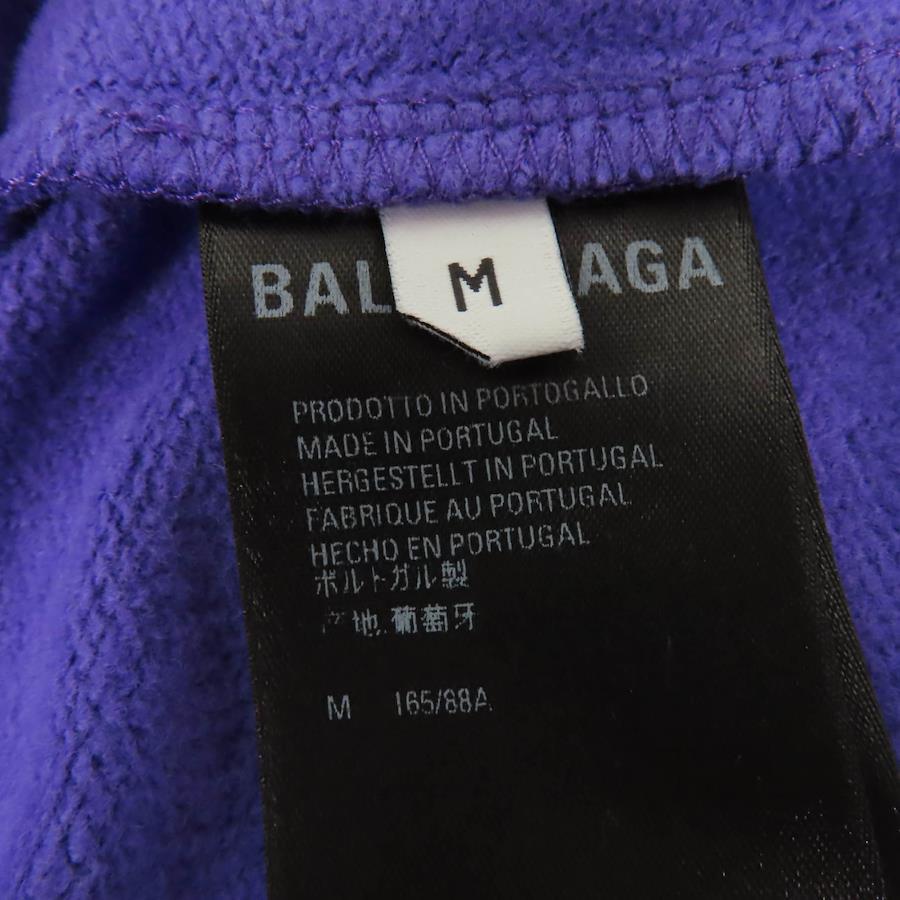 BAL M AGA
PRODOTTO IN PORTOGALLO
MADE IN PORTUGAL
HERGESTELLT IN PORTUGAL
FABRIQUE AU PORTUGAL
HECHO EN PORTUGAL
ポルトガル製
产地.葡萄牙
M 165/88A